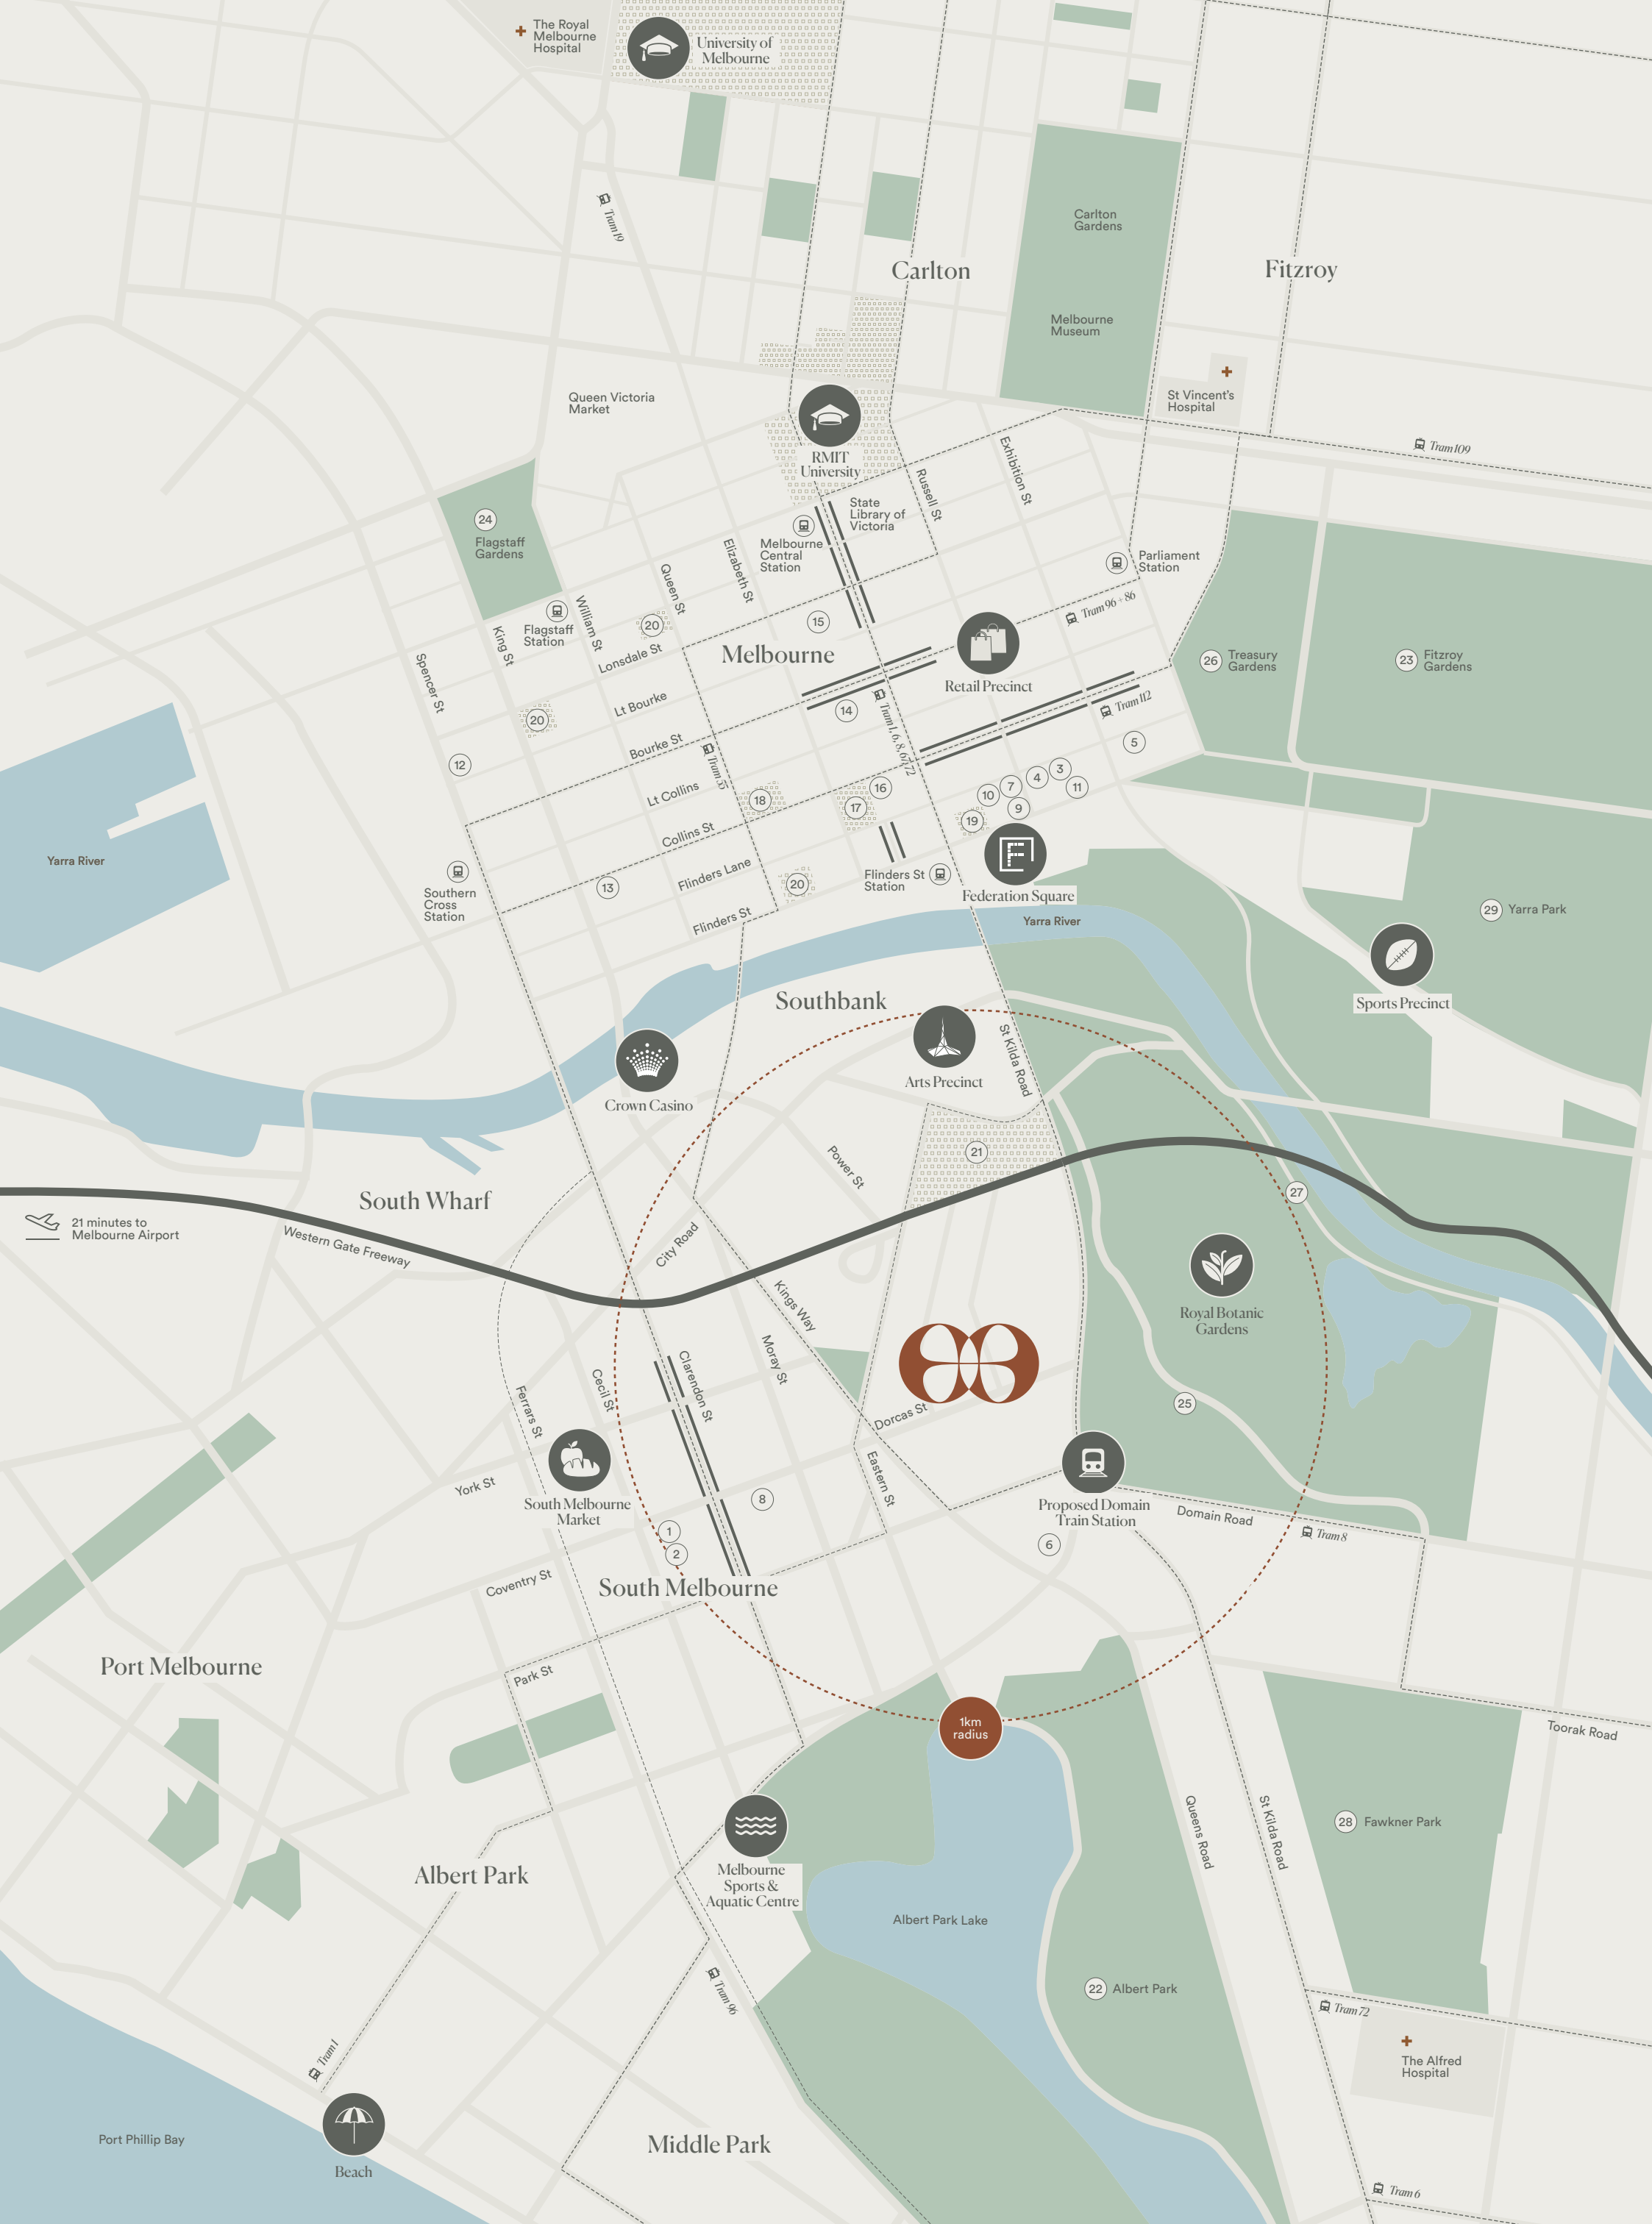 The Royal
Melbourne
Hospital
University of
Melbourne
Tram 19
Carlton
Gardens
Carlton
Fitzroy
Melbourne
Museum
Queen Victoria
Market
St Vincent's
Hospital
RMIT
University
Tram 109
Exhibition St
Russell St
State
Library of
Victoria
24
Flagstaff
Gardens
Melbourne
Central
Station
Elizabeth St
Parliament
Station
Queen St
William St
Flagstaff
Station
20
15
Tram 96 + 86
King St
Lonsdale St
Melbourne
Spencer St
26
Treasury
Gardens
23
Fitzroy
Gardens
Retail Precinct
Lt Bourke
20
14
Tram 112
Tram 1, 6, 8, 67, 72
Bourke St
5
12
Tram 55
3
4
7
11
10
9
Lt Collins
18
16
17
19
Collins St
Yarra River
Flinders Lane
13
20
Flinders St
Station
Southern
Cross
Station
Federation Square
Flinders St
Yarra River
29
Yarra Park
Southbank
Sports Precinct
St Kilda Road
Arts Precinct
Crown Casino
Power St
21
South Wharf
27
21 minutes to
Melbourne Airport
Western Gate Freeway
City Road
Kings Way
Royal Botanic
Gardens
Moray St
Clarendon St
Cecil St
Ferrars St
25
Dorcas St
Eastern St
York St
8
South Melbourne
Market
Proposed Domain
Train Station
Domain Road
Tram 8
1
2
6
Coventry St
South Melbourne
Port Melbourne
Park St
1km
radius
Toorak Road
Queens Road
St Kilda Road
28
Fawkner Park
Albert Park
Melbourne
Sports &
Aquatic Centre
Albert Park Lake
22
Albert Park
Tram 96
Tram 72
Tram 1
The Alfred
Hospital
Port Phillip Bay
Middle Park
Beach
Tram 6